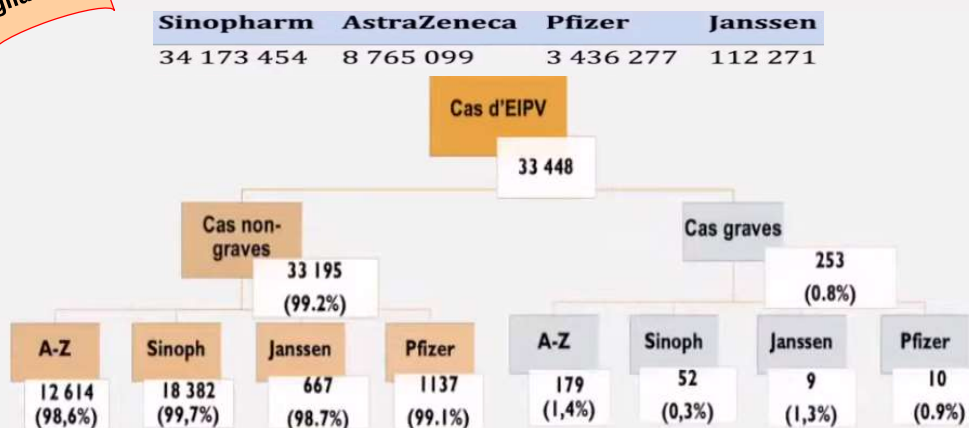 Sinopharm AstraZeneca Pfizer Janssen
34 173 454 8 765 099 3 436 277 112 271
Cas d'EIPV
33 448
Cas non-
graves
33 195
(99.2%)
Cas graves
253
(0.8%)
A-Z
12 614
(98,6%)
Sinoph
18 382
(99,7%)
Janssen
667
(98.7%)
Pfizer
1137
(99.1%)
A-Z
179
(1,4%)
Sinoph
52
(0,3%)
Janssen
9
(1,3%)
Pfizer
10
(0.9%)